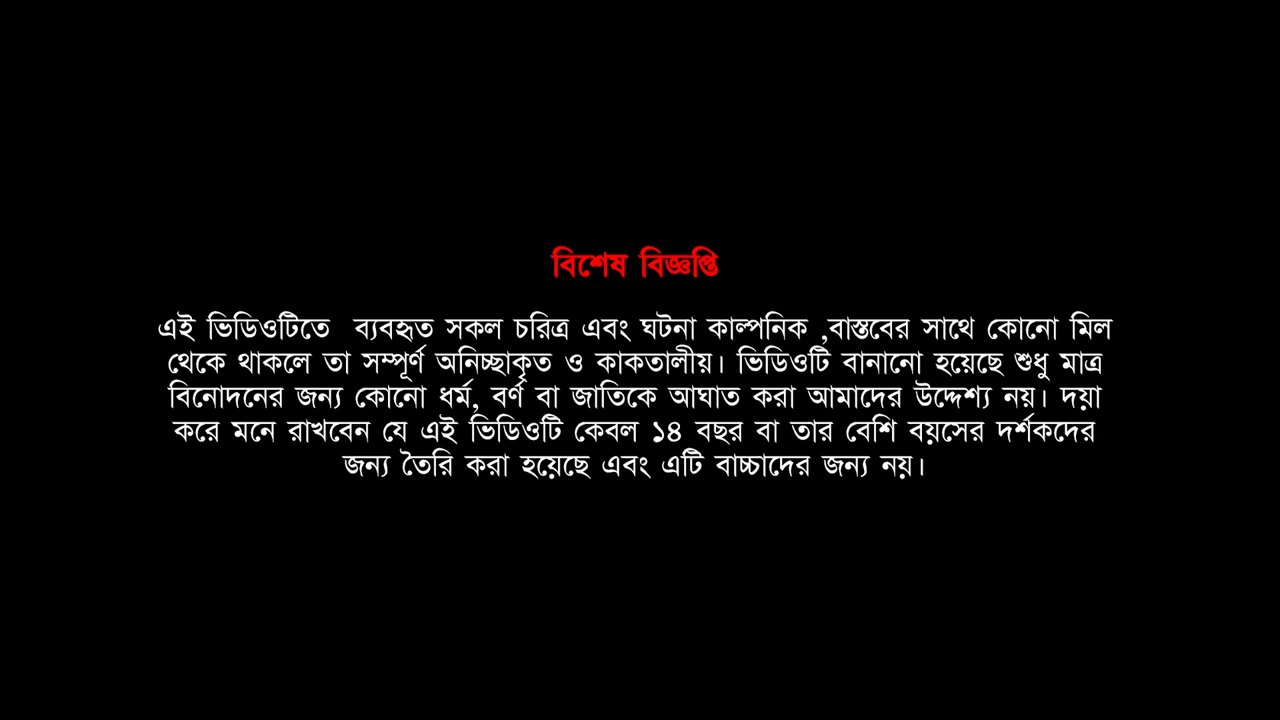 বিশেষ বিজ্ঞপ্তি
এই ভিডিওটিতে ব্যবহৃত সকল চরিত্র এবং ঘটনা কাল্পনিক ,বাস্তবের সাথে কোনো মিল
থেকে থাকলে তা সম্পূর্ণ অনিচ্ছাকৃত ও কাকতালীয়। ভিডিওটি বানানো হয়েছে শুধু মাত্র
বিনোদনের জন্য কোনো ধর্ম, বর্ণ বা জাতিকে আঘাত করা আমাদের উদ্দেশ্য নয়। দয়া
করে মনে রাখবেন যে এই ভিডিওটি কেবল ১৪ বছর বা তার বেশি বয়সের দর্শকদের
জন্য তৈরি করা হয়েছে এবং এটি বাচ্চাদের জন্য নয়।